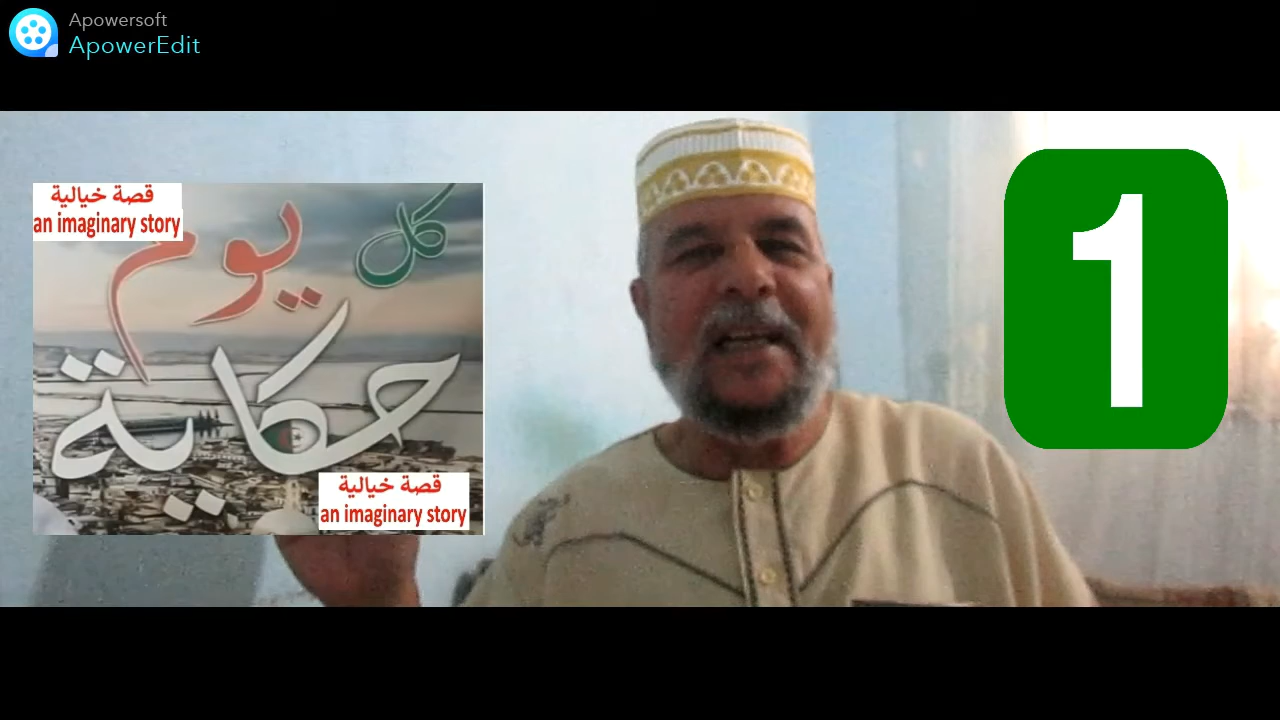 Apowersoft
ApowerEdit
قصة خيالية
an imaginary story
كل
يوم
حكاية
قصة خيالية
an imaginary story
1